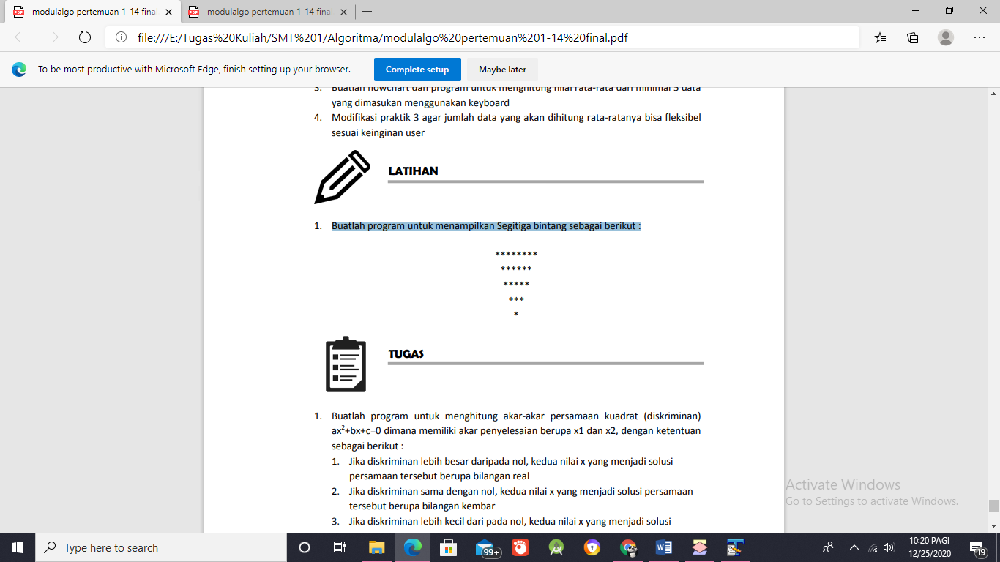 modulalgo pertemuan 1-14 final
modulalgo pertemuan 1-14 final
file:///E:/Tugas%20Kuliah/SMT%201/Algoritma/modulalgo%20pertemuan%201-14%20final.pdf
To be most productive with Microsoft Edge, finish setting up your browser.
Complete setup
Maybe later
3. Buatlah flowchart dan program untuk menghitung nilai rata-rata dari minimal 5 data
yang dimasukan menggunakan keyboard
4. Modifikasi praktik 3 agar jumlah data yang akan dihitung rata-ratanya bisa fleksibel
sesuai keinginan user
LATIHAN
1. Buatlah program untuk menampilkan Segitiga bintang sebagai berikut :
********
******
*****
***
*
TUGAS
1. Buatlah program untuk menghitung akar-akar persamaan kuadrat (diskriminan)
ax²+bx+c=0 dimana memiliki akar penyelesaian berupa x1 dan x2, dengan ketentuan
sebagai berikut :
1. Jika diskriminan lebih besar daripada nol, kedua nilai x yang menjadi solusi
persamaan tersebut berupa bilangan real
2. Jika diskriminan sama dengan nol, kedua nilai x yang menjadi solusi persamaan
tersebut berupa bilangan kembar
3. Jika diskriminan lebih kecil dari pada nol, kedua nilai x yang menjadi solusi
Activate Windows
Go to Settings to activate Windows.
Type here to search
99+
10:20 PAGI
12/25/2020
19